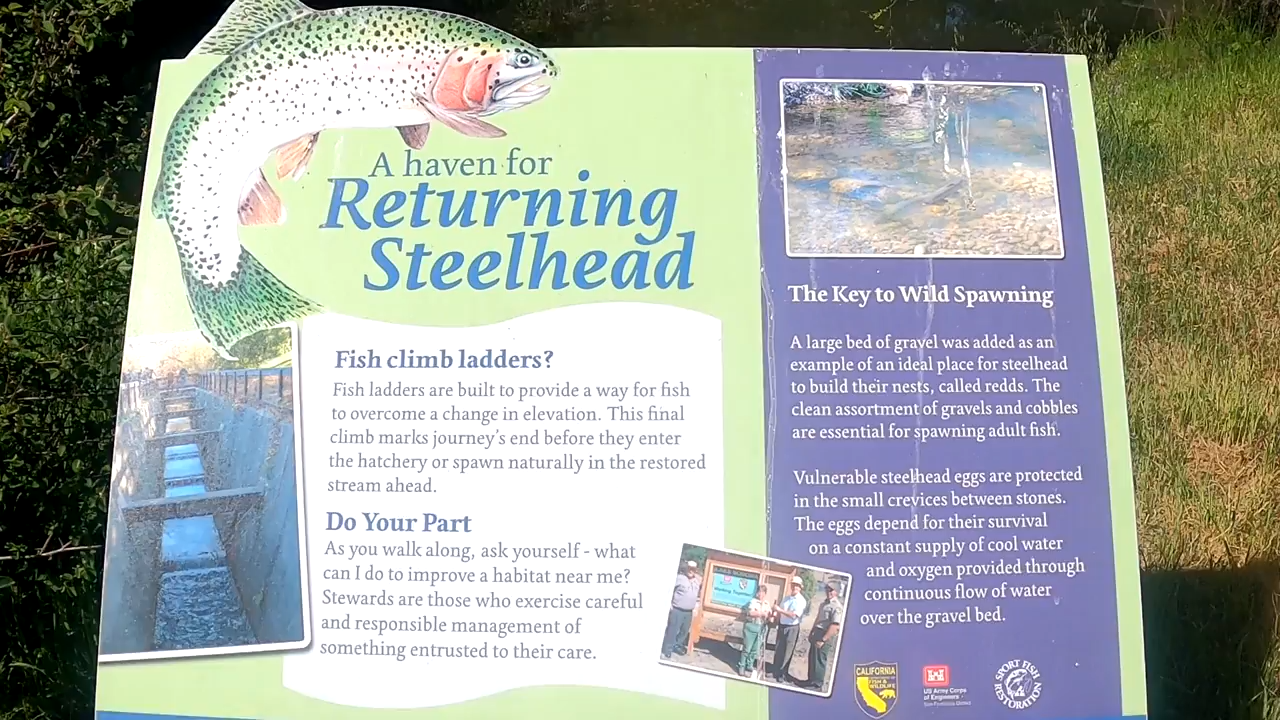 A haven for
Returning
Steelhead
Fish climb ladders?
Fish ladders are built to provide a way for fish
to overcome a change in elevation. This final
climb marks journey's end before they enter
the hatchery or spawn naturally in the restored
stream ahead.
Do Your Part
As you walk along, ask yourself - what
can I do to improve a habitat near me?
Stewards are those who exercise careful
and responsible management of
something entrusted to their care.
The Key to Wild Spawning
A large bed of gravel was added as an
example of an ideal place for steelhead
to build their nests, called redds. The
clean assortment of gravels and cobbles
are essential for spawning adult fish.
Vulnerable steelhead eggs are protected
in the small crevices between stones.
The eggs depend for their survival
on a constant supply of cool water
and oxygen provided through
continuous flow of water
over the gravel bed.
CALIFORNIA
FISH &
WILDLIFE
US Army Corps
of Engineers
SPORT FISH
RESTORATION